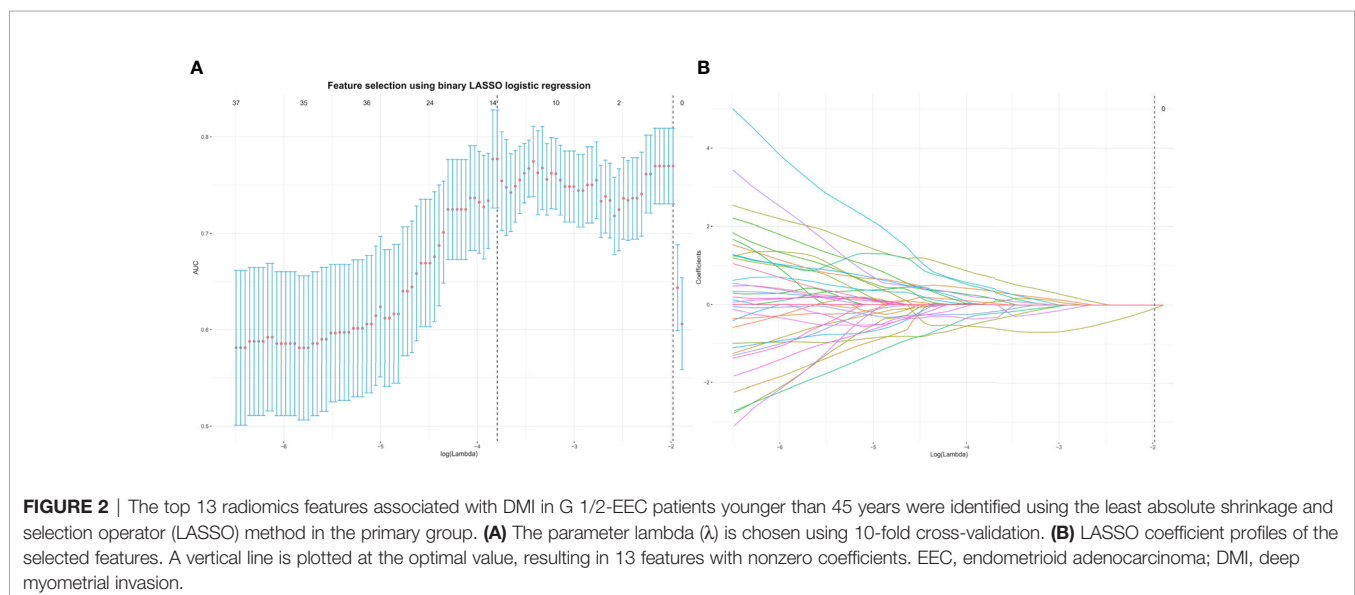 A
Feature selection using binary LASSO logistic regression
37 35 36 24 14 10 2 0
0.8
0.7
0.6
0.5
AUC
−6 −5 −4 −3 −2
log(Lambda)
B
0
4
2
0
−2
Coefficients
−6 −5 −4 −3 −2
Log(Lambda)
FIGURE 2 | The top 13 radiomics features associated with DMI in G 1/2-EEC patients younger than 45 years were identified using the least absolute shrinkage and
selection operator (LASSO) method in the primary group. (A) The parameter lambda (λ) is chosen using 10-fold cross-validation. (B) LASSO coefficient profiles of the
selected features. A vertical line is plotted at the optimal value, resulting in 13 features with nonzero coefficients. EEC, endometrioid adenocarcinoma; DMI, deep
myometrial invasion.